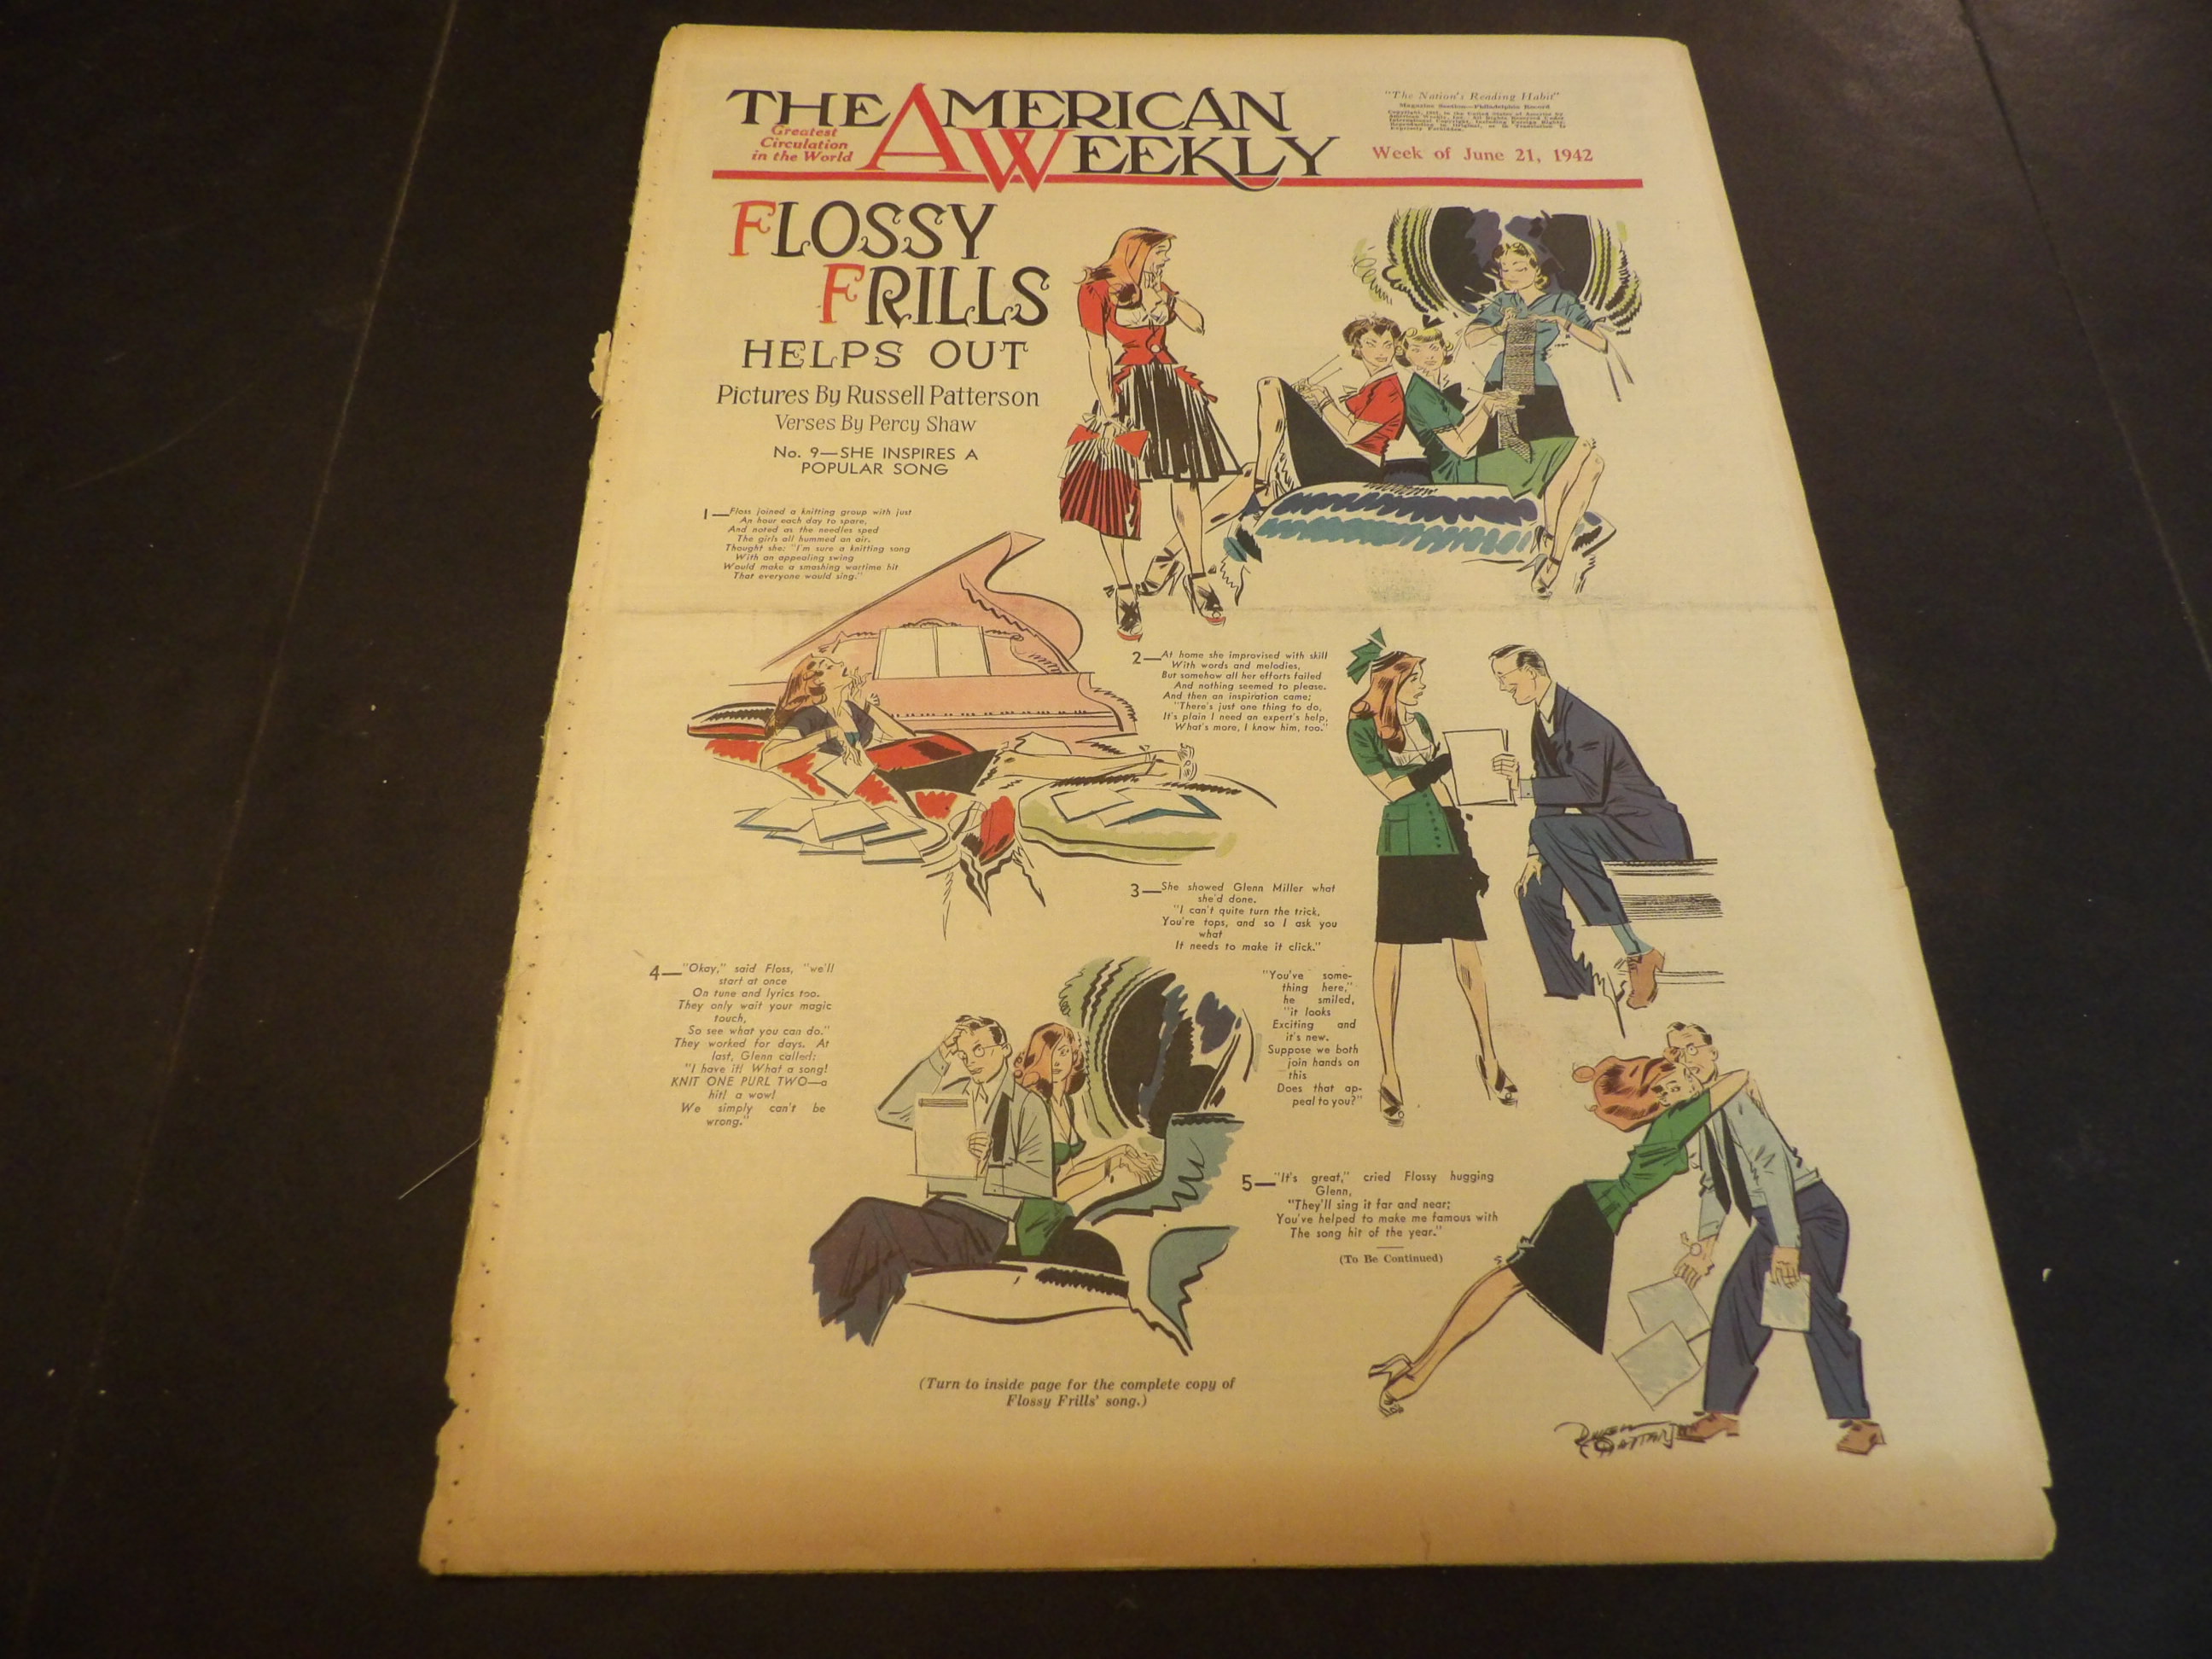 THE AMERICAN
WEEKLY
Greatest
Circulation
in the World
"The Nation's Reading Habit"
Magazine Section—Philadelphia Record
Week of June 21, 1942
FLOSSY
FRILLS
HELPS OUT
Pictures By Russell Patterson
Verses By Percy Shaw
No. 9—SHE INSPIRES A
POPULAR SONG
1—Floss joined a knitting group with just
An hour each day to spare,
And noted as the needles sped
The girls all hummed an air.
Thought she: "I'm sure a knitting song
With an appealing swing
Would make a smashing wartime hit
That everyone would sing."
2—At home she improvised with skill
With words and melodies,
But somehow all her efforts failed
And nothing seemed to please.
And then an inspiration came;
"There's just one thing to do,
It's plain I need an expert's help,
What's more, I know him, too."
3—She showed Glenn Miller what
she'd done.
"I can't quite turn the trick,
You're tops, and so I ask you
what
It needs to make it click."
"You've some-
thing here,"
he smiled,
"it looks
Exciting and
it's new.
Suppose we both
join hands on
this
Does that ap-
peal to you?"
4—"Okay," said Floss, "we'll
start at once
On tune and lyrics too.
They only wait your magic
touch,
So see what you can do."
They worked for days. At
last, Glenn called:
"I have it! What a song!
KNIT ONE PURL TWO—a
hit! a wow!
We simply can't be
wrong."
5—"It's great," cried Flossy hugging
Glenn,
"They'll sing it far and near;
You've helped to make me famous with
The song hit of the year."
(To Be Continued)
(Turn to inside page for the complete copy of
Flossy Frills' song.)